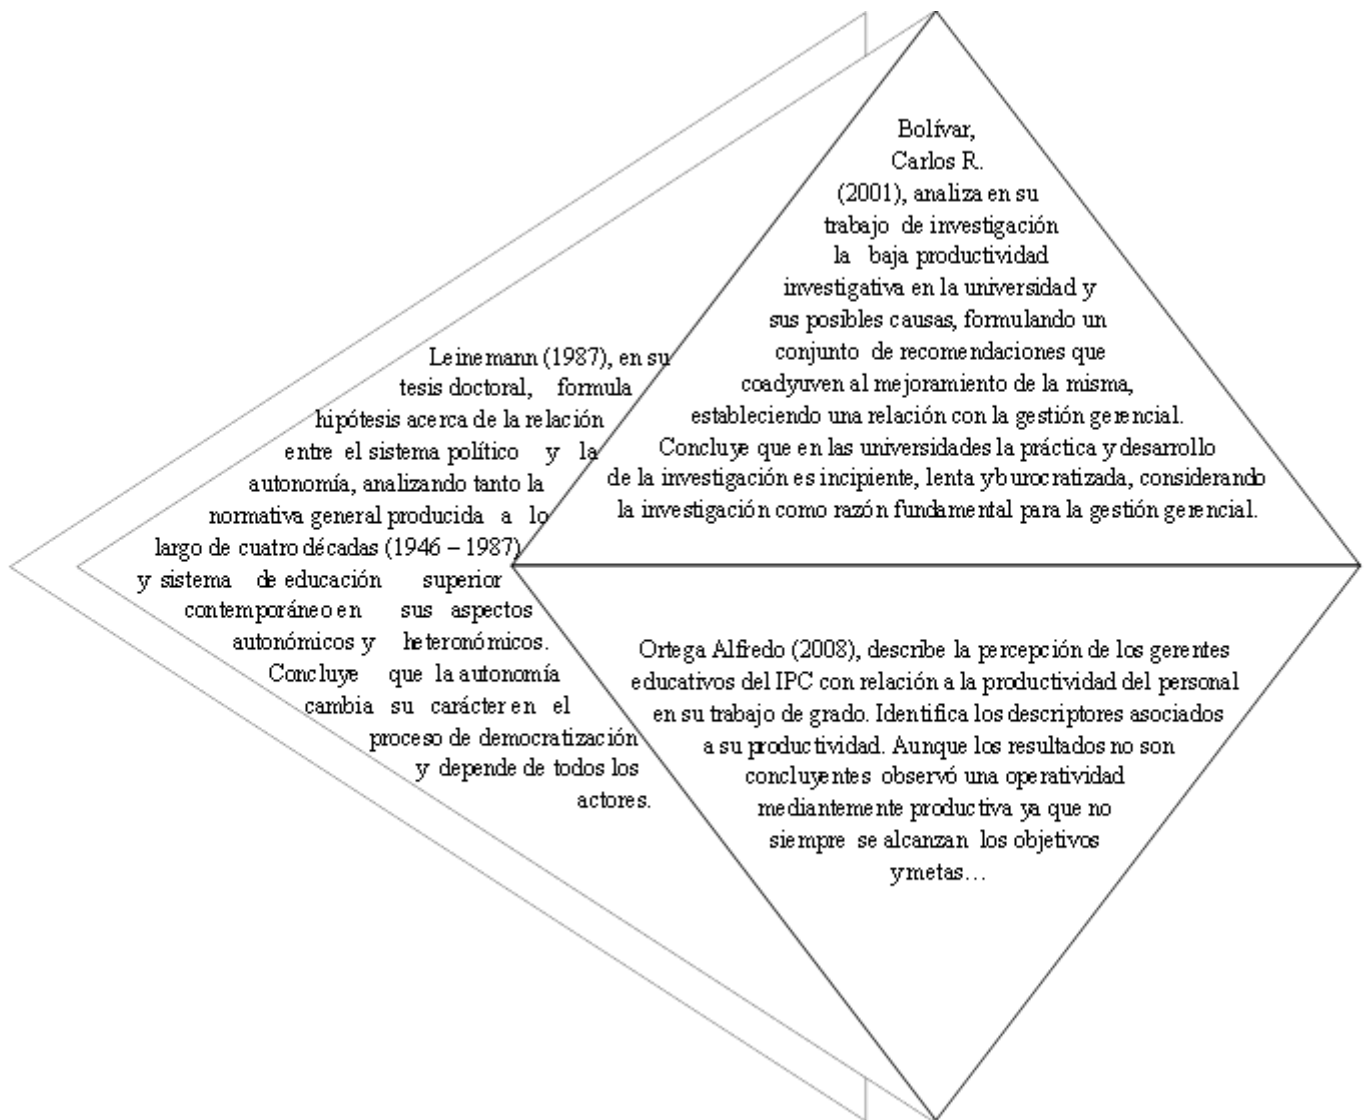 Bolívar,
Carlos R.
(2001), analiza en su
trabajo de investigación
la baja productividad
investigativa en la universidad y
sus posibles causas, formulando un
conjunto de recomendaciones que
coadyuven al mejoramiento de la misma,
estableciendo una relación con la gestión gerencial.
Concluye que en las universidades la práctica y desarrollo
de la investigación es incipiente, lenta y burocratizada, considerando
la investigación como razón fundamental para la gestión gerencial.
Leinemann (1987), en su
tesis doctoral, formula
hipótesis acerca de la relación
entre el sistema político y la
autonomía, analizando tanto la
normativa general producida a lo
largo de cuatro décadas (1946 – 1987)
y sistema de educación superior
contemporáneo en sus aspectos
autonómicos y heteronómicos.
Concluye que la autonomía
cambia su carácter en el
proceso de democratización
y depende de todos los
actores.
Ortega Alfredo (2008), describe la percepción de los gerentes
educativos del IPC con relación a la productividad del personal
en su trabajo de grado. Identifica los descriptores asociados
a su productividad. Aunque los resultados no son
concluyentes observó una operatividad
mediantemente productiva ya que no
siempre se alcanzan los objetivos
y metas…